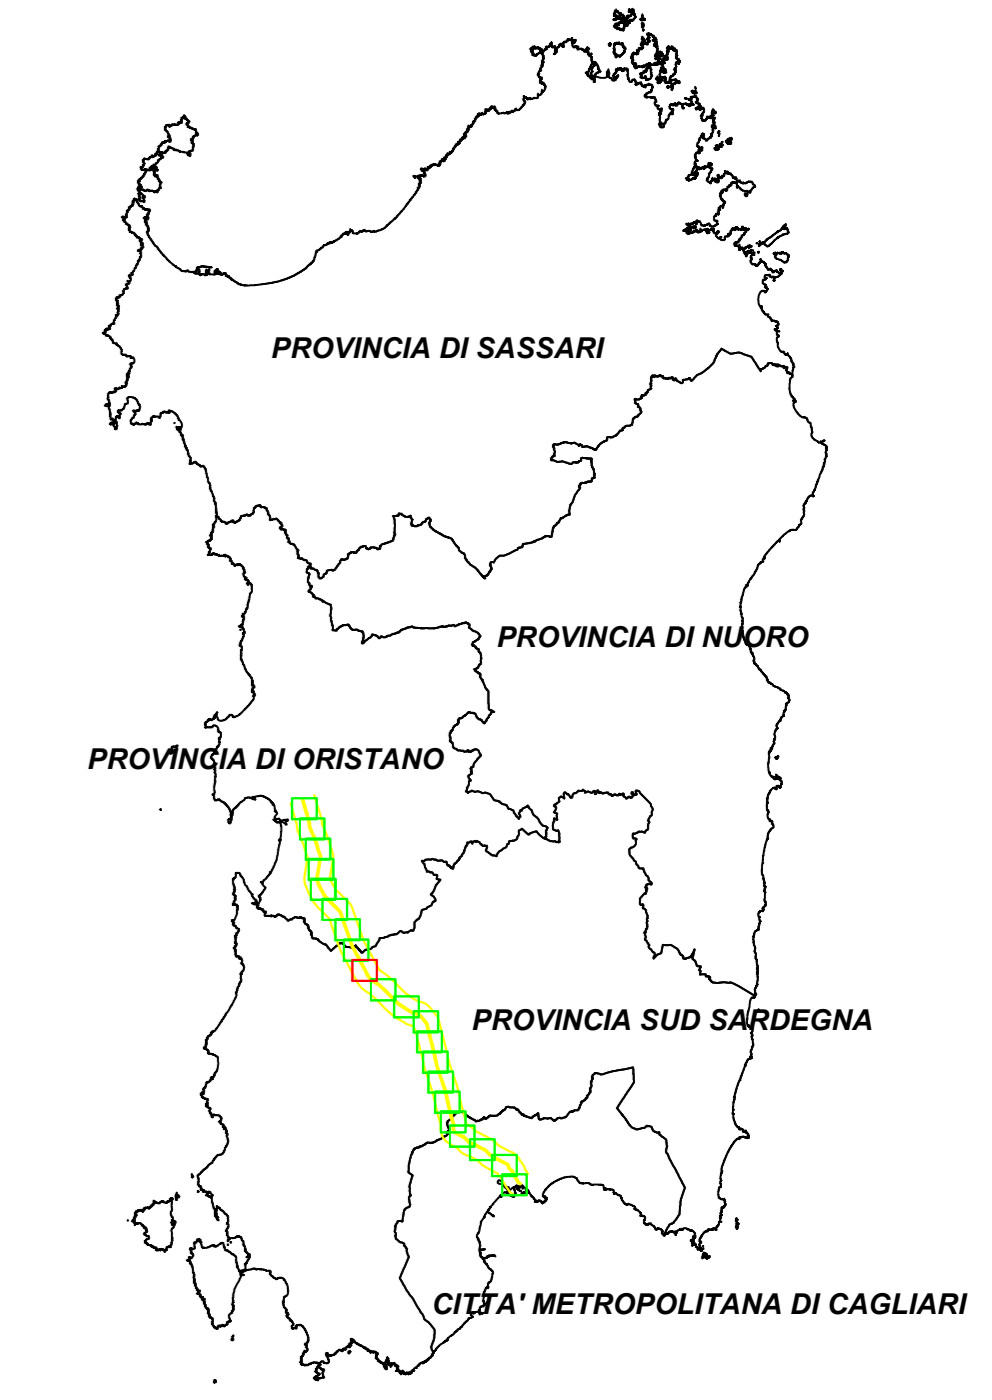 PROVINCIA DI SASSARI
PROVINCIA DI NUORO
PROVINCIA DI ORISTANO
PROVINCIA SUD SARDEGNA
CITTA' METROPOLITANA DI CAGLIARI